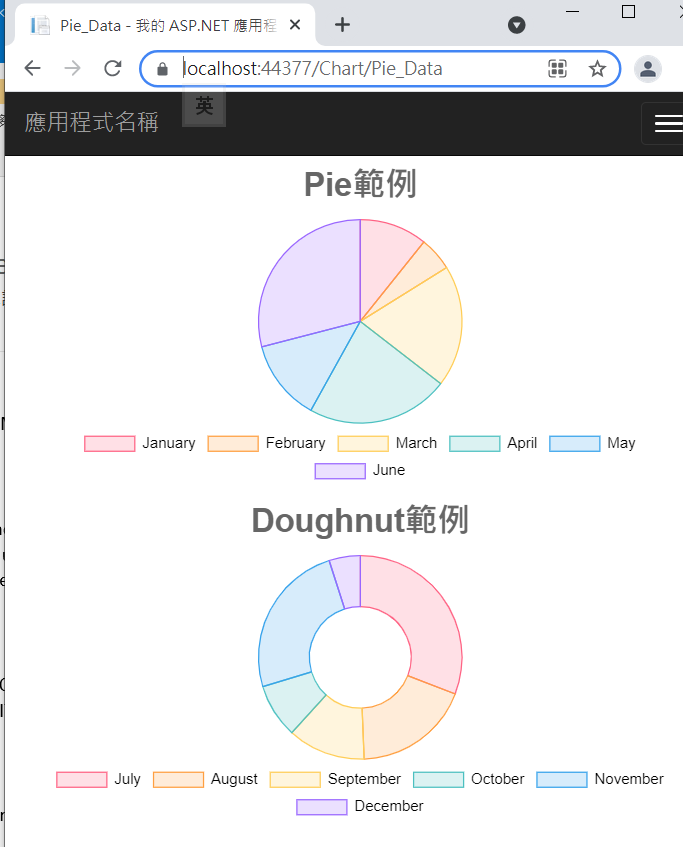 Pie_Data - 我的 ASP.NET 應用程
localhost:44377/Chart/Pie_Data
應用程式名稱
英
Pie範例
January February March April May
June
Doughnut範例
July August September October November
December